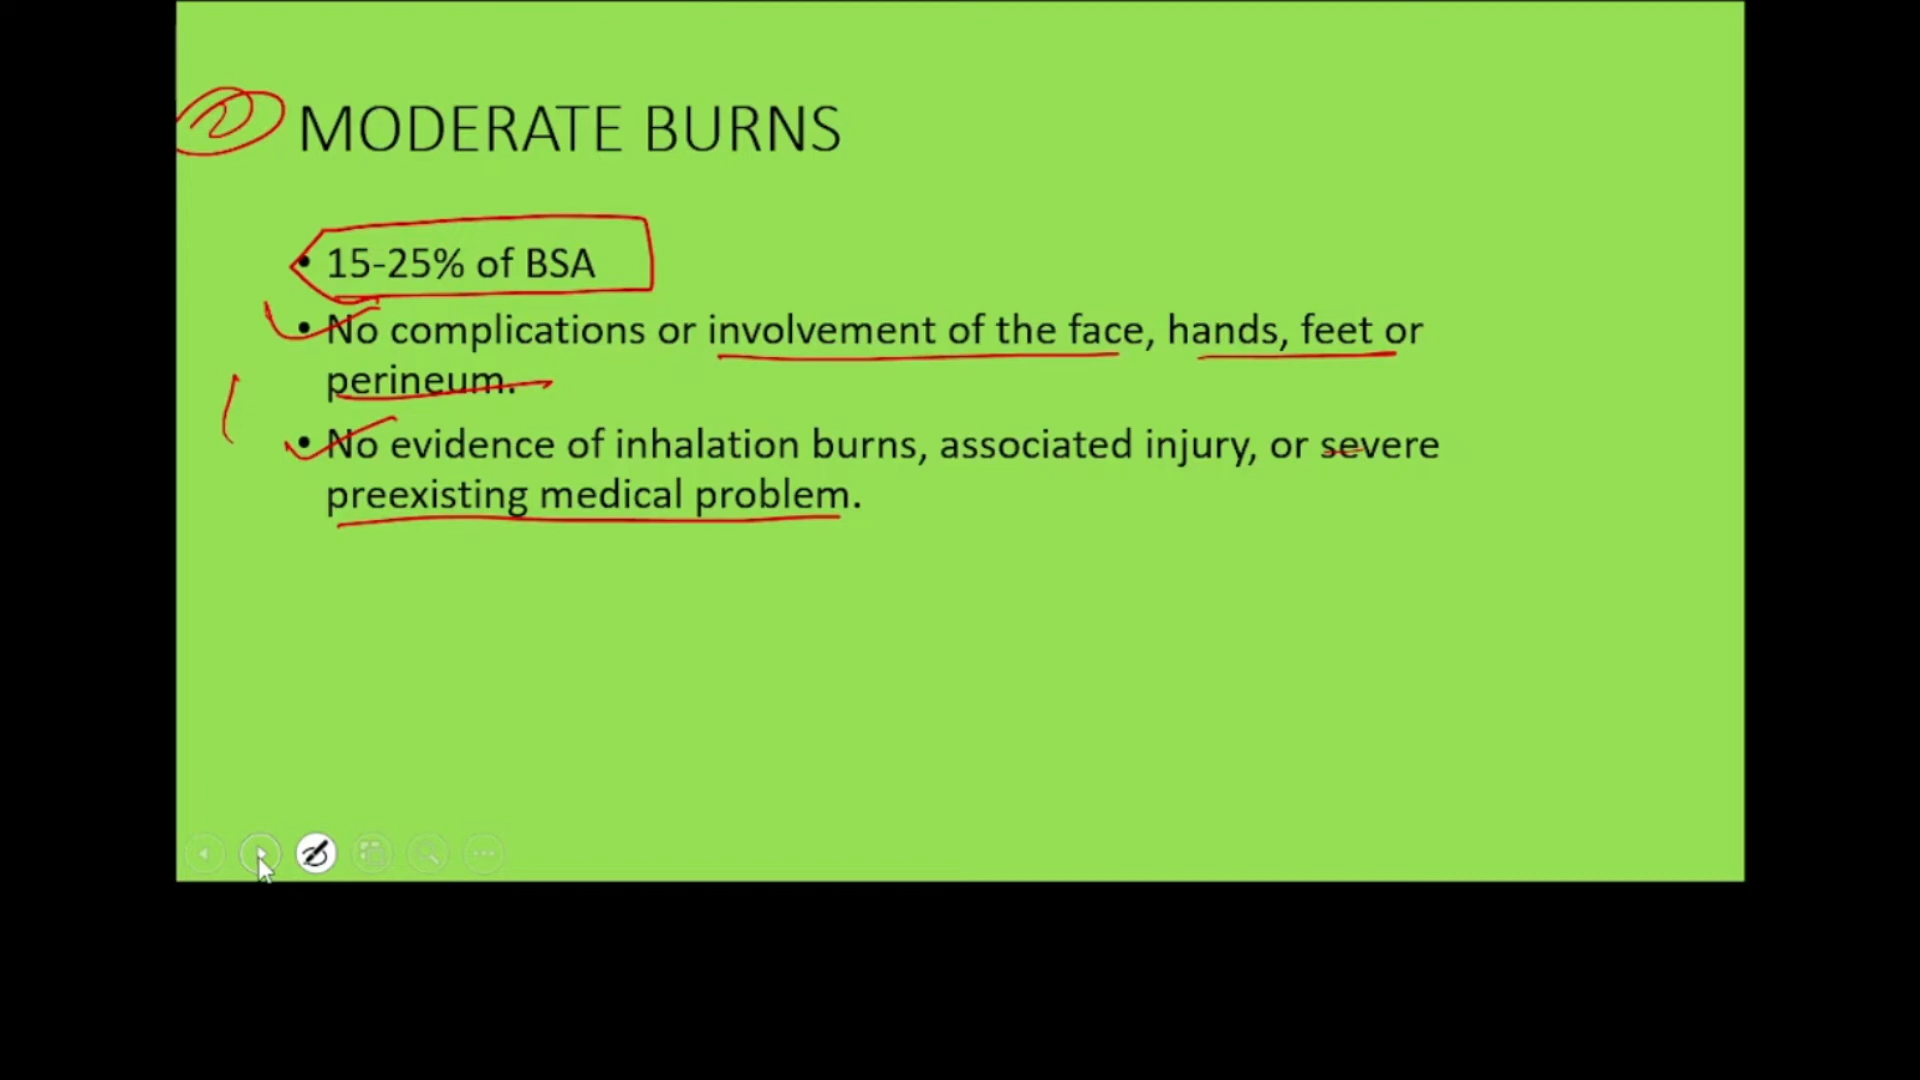 2 MODERATE BURNS
• 15-25% of BSA
• No complications or involvement of the face, hands, feet or
perineum.
• No evidence of inhalation burns, associated injury, or severe
preexisting medical problem.